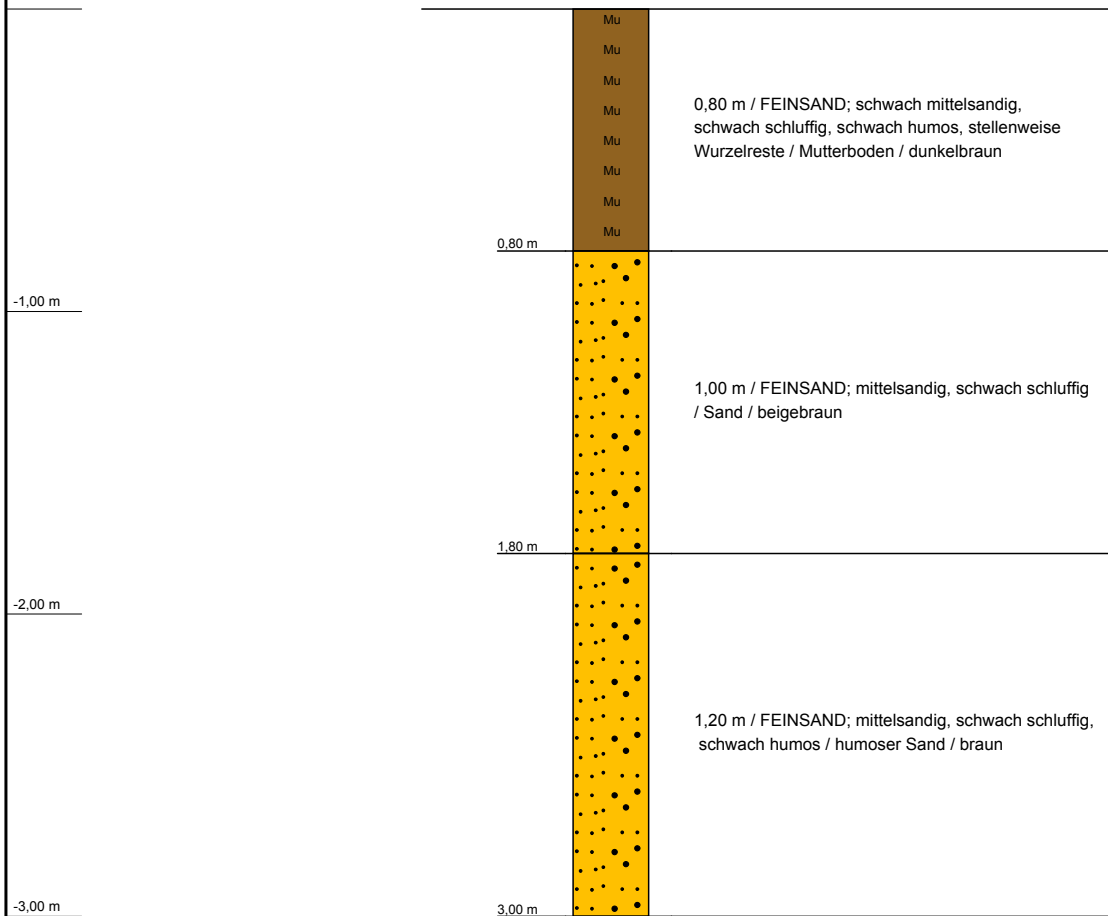 Mu
Mu
Mu
Mu
Mu
Mu
Mu
Mu
0,80 m / FEINSAND; schwach mittelsandig,
schwach schluffig, schwach humos, stellenweise
Wurzelreste / Mutterboden / dunkelbraun
0,80 m
-1,00 m
1,00 m / FEINSAND; mittelsandig, schwach schluffig
/ Sand / beigebraun
1,80 m
-2,00 m
1,20 m / FEINSAND; mittelsandig, schwach schluffig,
schwach humos / humoser Sand / braun
-3,00 m
3,00 m